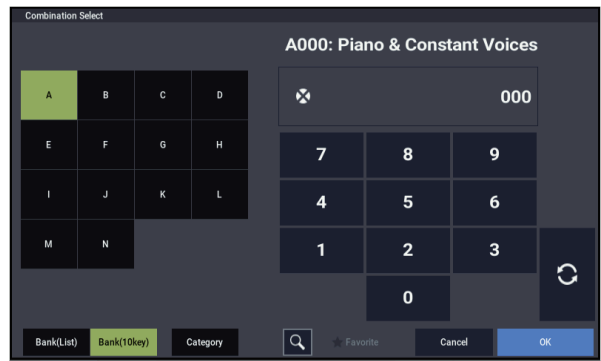 Combination Select
A000: Piano & Constant Voices
000
A B C D
E F G H
I J K L
M N
7 8 9
4 5 6
1 2 3
0
Bank(List) Bank(10key) Category Favorite Cancel OK